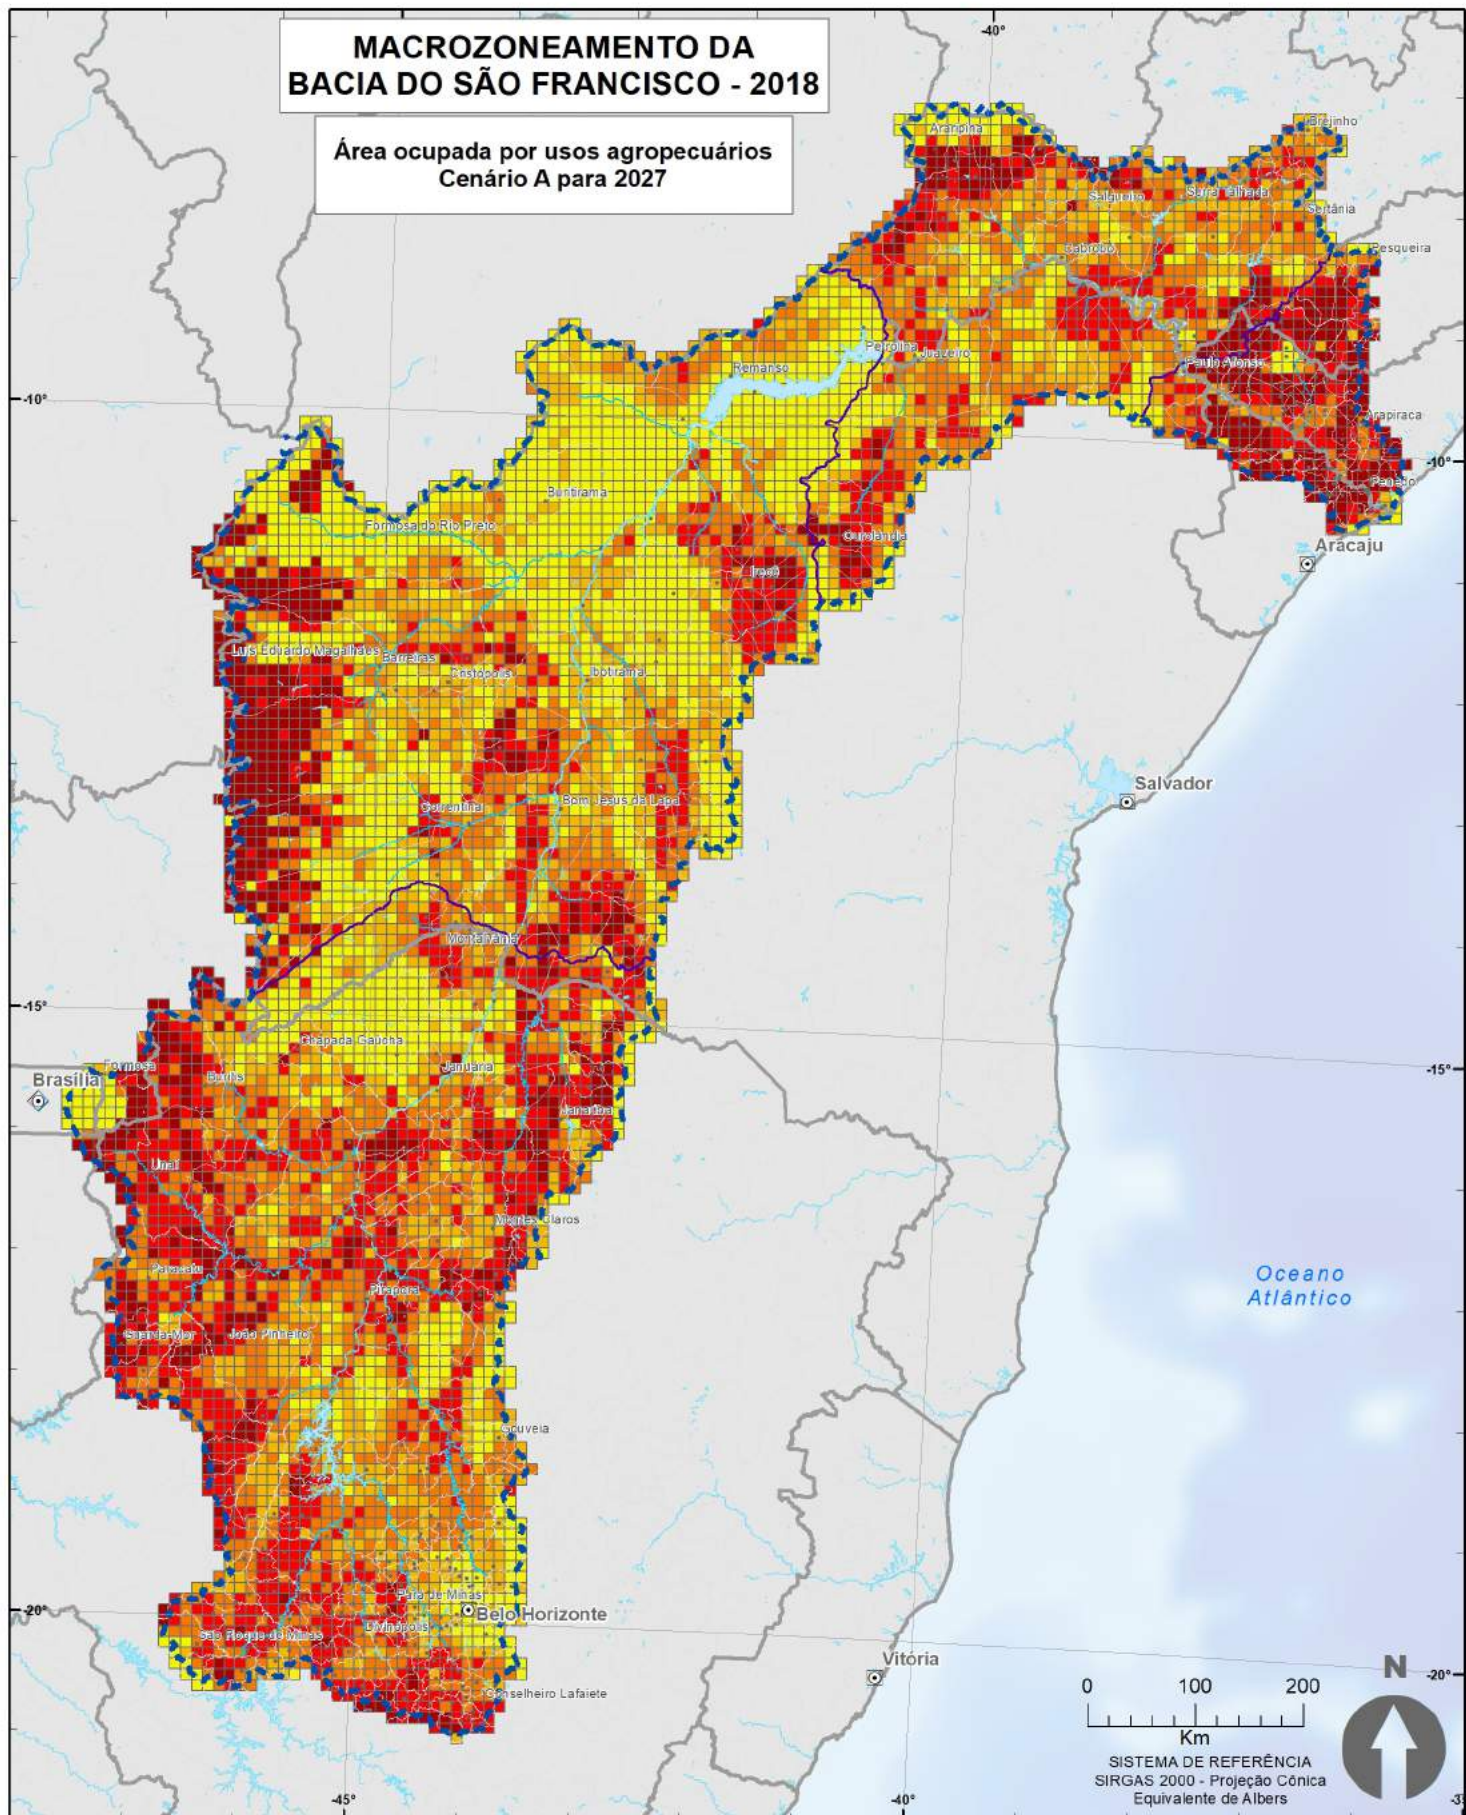 MACROZONEAMENTO DA
BACIA DO SÃO FRANCISCO - 2018
Área ocupada por usos agropecuários
Cenário A para 2027
-40°
Araripina
Brejinho
Salgueiro
Serra Talhada
Sertânia
Cabrobó
Pesqueira
Petrolina
Juazeiro
Paulo Afonso
Remanso
-10°
Arapiraca
-10°
Penedo
Buritirama
Formosa do Rio Preto
Ourolândia
Aracaju
Irecê
Luís Eduardo Magalhães
Barreiras
Cristópolis
Ibotirama
Salvador
Correntina
Bom Jesus da Lapa
Montalvânia
-15°
Chapada Gaúcha
Formosa
Januária
-15°
Brasília
Buritis
Janaúba
Unaí
Montes Claros
Paracatu
Pirapora
Oceano
Atlântico
Guarda-Mor
João Pinheiro
Gouveia
Pará de Minas
-20°
Belo Horizonte
São Roque de Minas
Divinópolis
Vitória
N
-20°
Conselheiro Lafaiete
0 100 200
Km
SISTEMA DE REFERÊNCIA
SIRGAS 2000 - Projeção Cônica
Equivalente de Albers
-45°
-40°